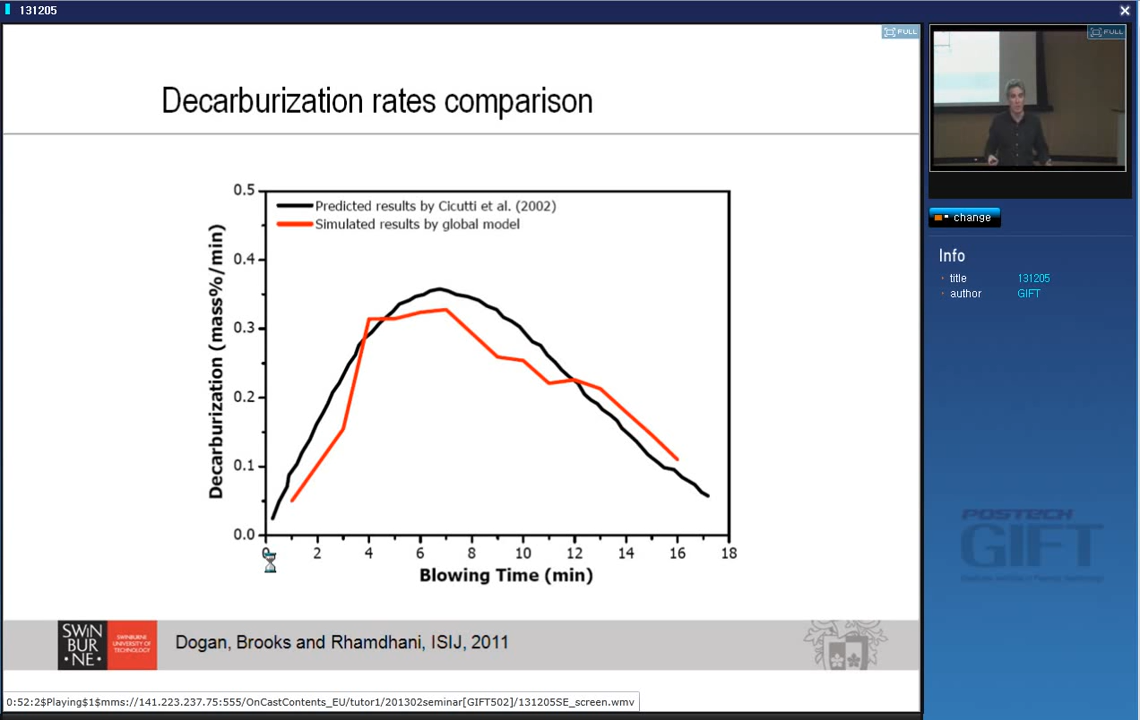 131205
FULL
FULL
Decarburization rates comparison
0.5
Predicted results by Cicutti et al. (2002)
Simulated results by global model
0.4
0.3
0.2
0.1
0.0
Decarburization (mass%/min)
2 4 6 8 10 12 14 16 18
Blowing Time (min)
SWiN
BUR
•NE•
SWINBURNE
UNIVERSITY OF
TECHNOLOGY
Dogan, Brooks and Rhamdhani, ISIJ, 2011
0:52:2$Playing$1$mms://141.223.237.75:555/OnCastContents_EU/tutor1/201302seminar[GIFT502]/131205SE_screen.wmv
change
Info
title 131205
author GIFT
POSTECH
GIFT